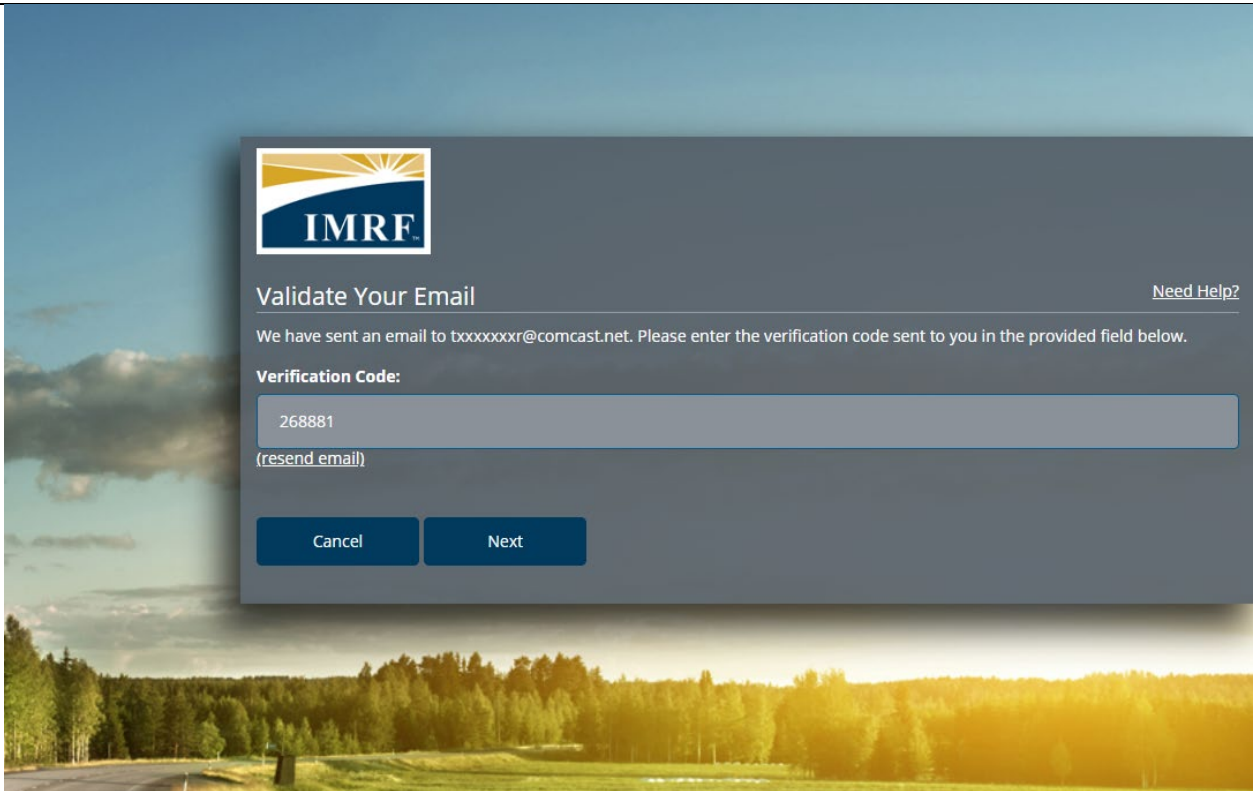 IMRF™
Validate Your Email
Need Help?
We have sent an email to txxxxxxxr@comcast.net. Please enter the verification code sent to you in the provided field below.
Verification Code:
268881
(resend email)
Cancel
Next